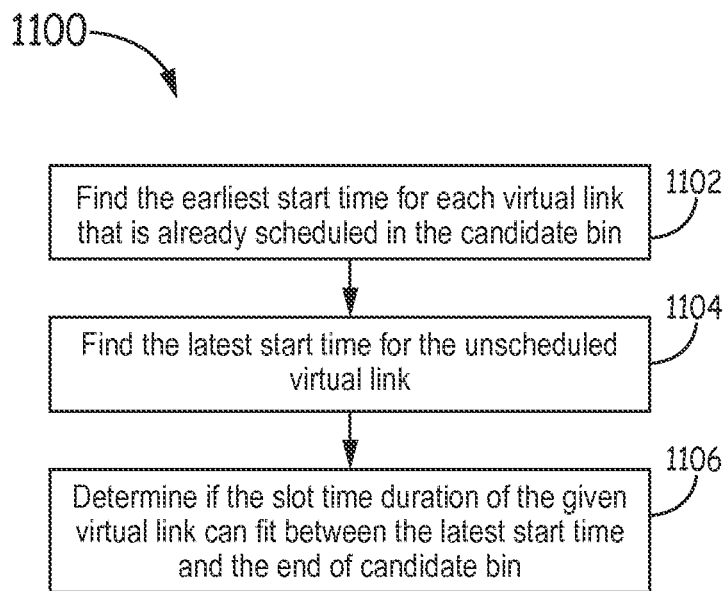 1100
Find the earliest start time for each virtual link
that is already scheduled in the candidate bin
1102
Find the latest start time for the unscheduled
virtual link
1104
Determine if the slot time duration of the given
virtual link can fit between the latest start time
and the end of candidate bin
1106